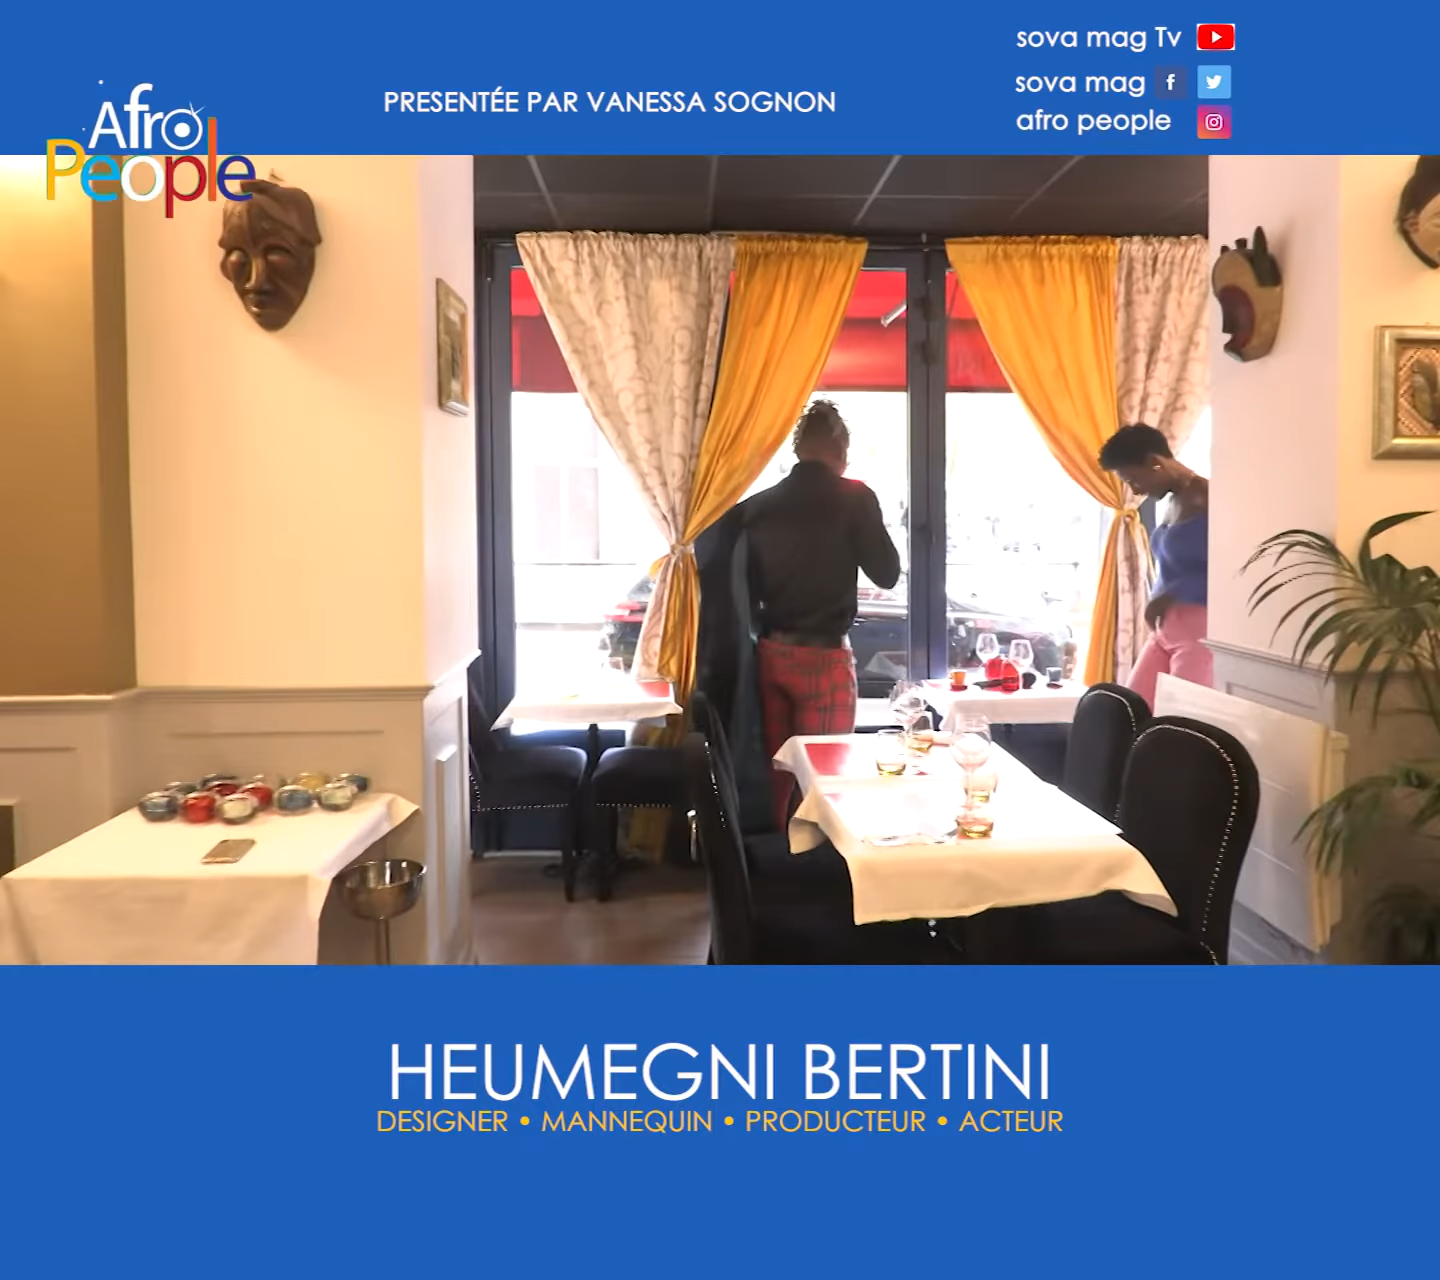 sova mag Tv
sova mag
afro people
PRESENTÉE PAR VANESSA SOGNON
Afro
People
HEUMEGNI BERTINI
DESIGNER • MANNEQUIN • PRODUCTEUR • ACTEUR